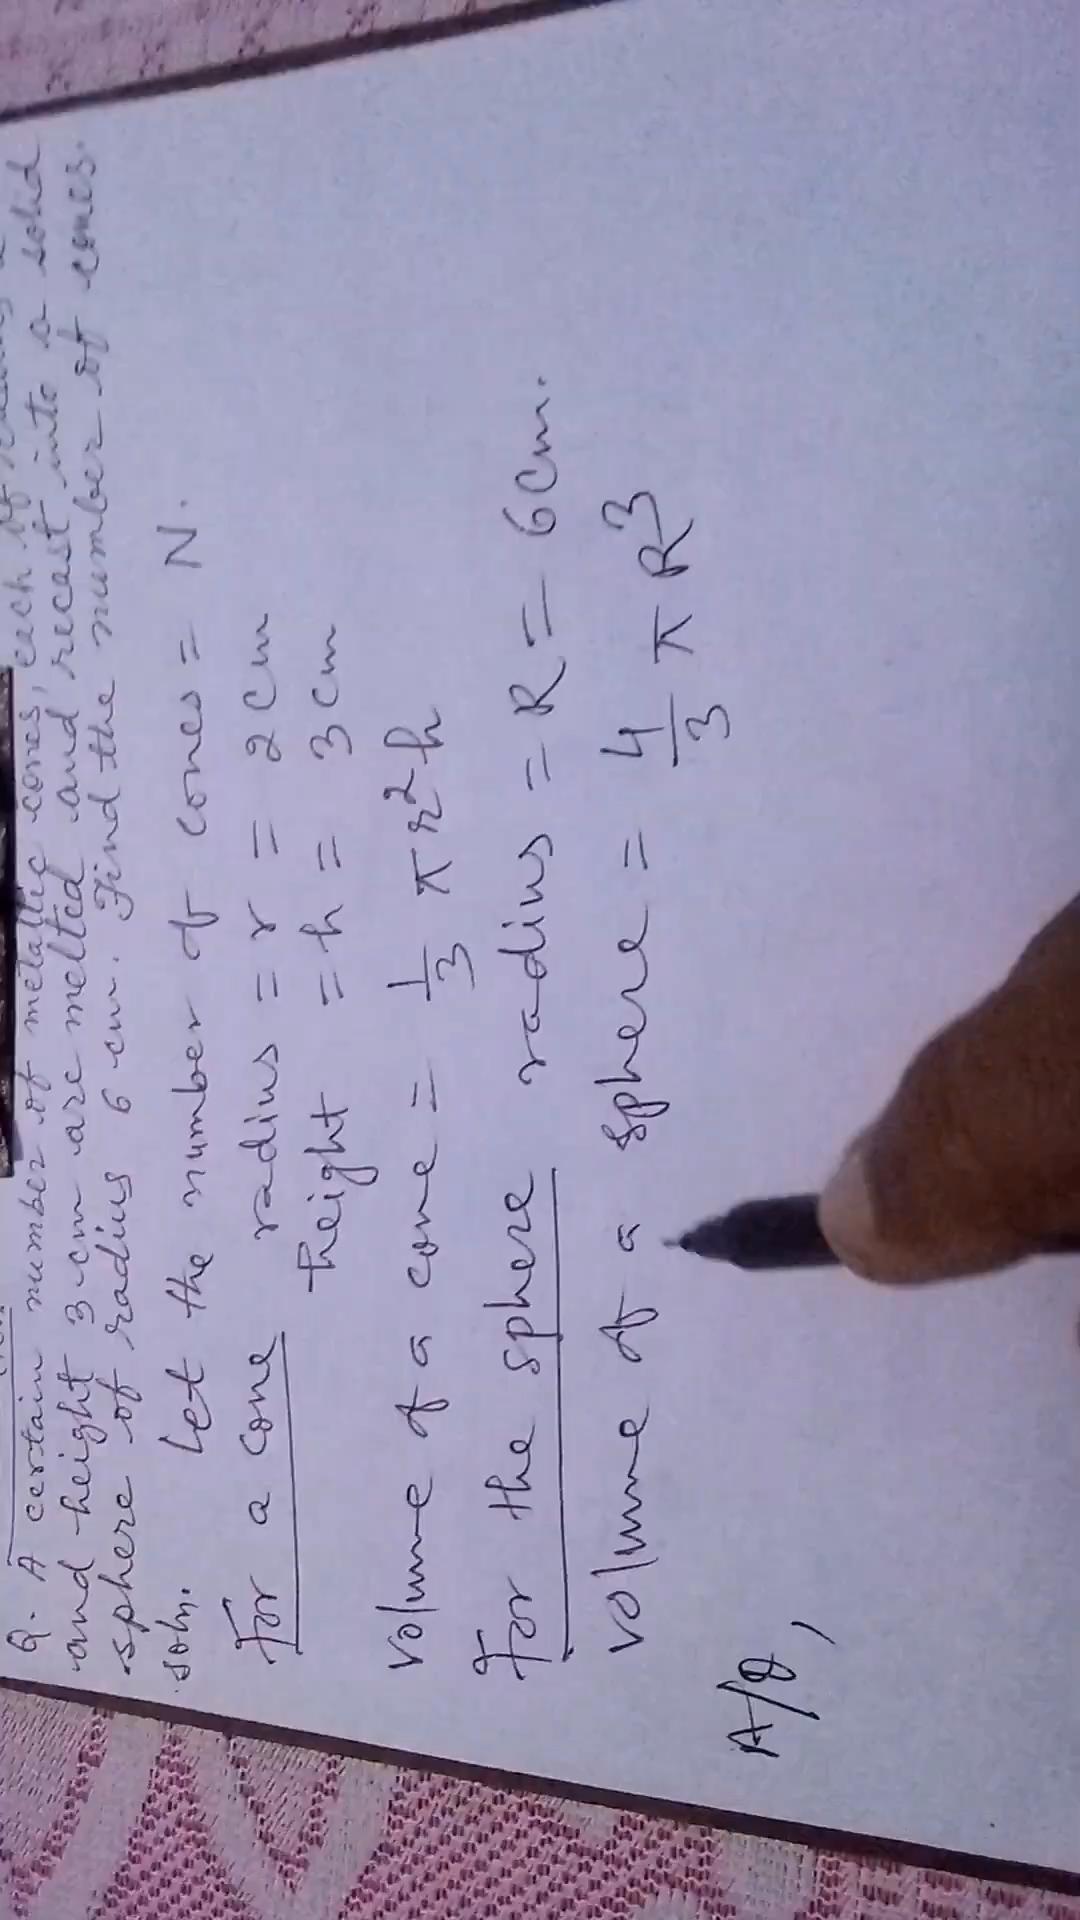 Q. A certain number of metallic cones, each of radius 2
and height 3 cm are melted and recast into a solid
sphere of radius 6 cm. Find the number of cones.
soln. Let the number of cones = N.
For a cone radius = r = 2 cm
height = h = 3 cm
Volume of a cone = 1/3 π r²h
For the sphere radius = R = 6 cm.
Volume of a sphere = 4/3 π R³
A/Q,